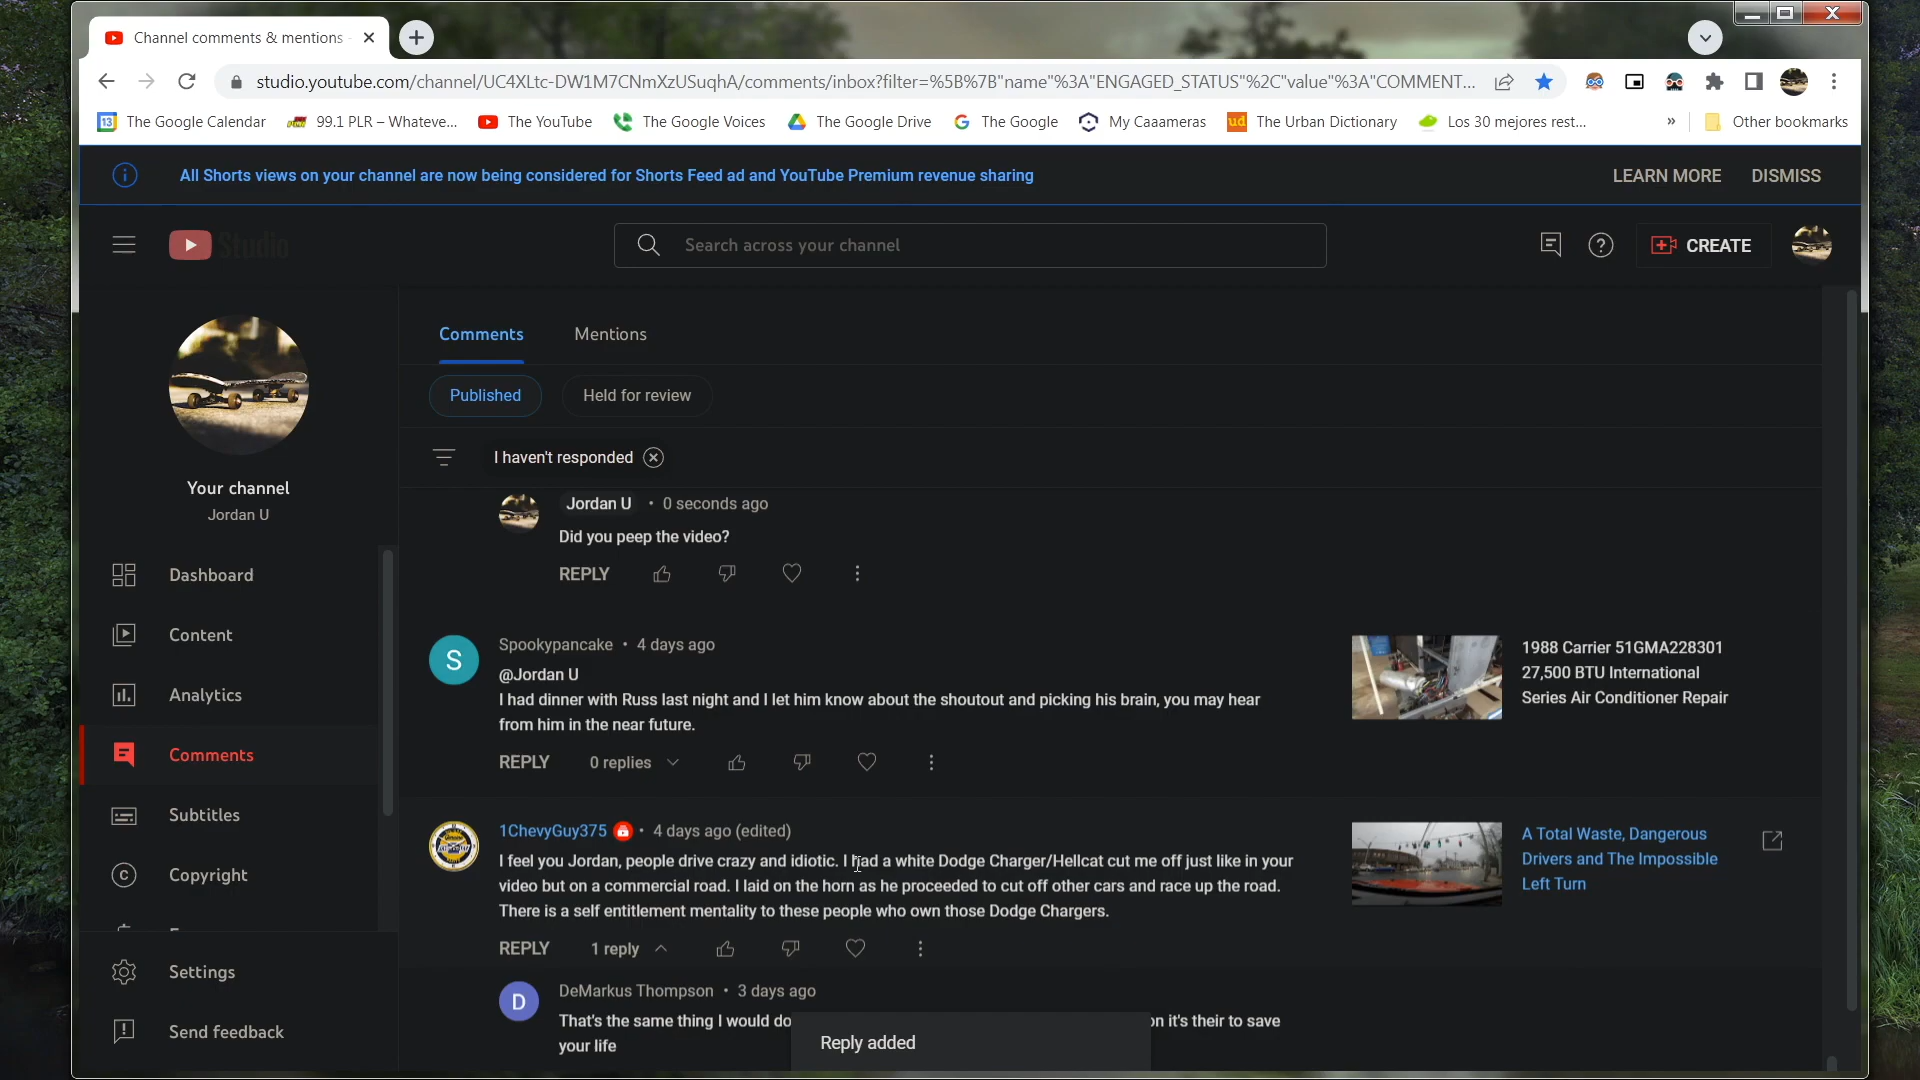 Channel comments & mentions -
studio.youtube.com/channel/UC4XLtc-DW1M7CNmXzUSuqhA/comments/inbox?filter=%5B%7B"name"%3A"ENGAGED_STATUS"%2C"value"%3A"COMMENT...
13 The Google Calendar 99.1 PLR – Whateve... The YouTube The Google Voices The Google Drive The Google My Caaameras ud The Urban Dictionary Los 30 mejores rest... » Other bookmarks
All Shorts views on your channel are now being considered for Shorts Feed ad and YouTube Premium revenue sharing LEARN MORE DISMISS
Studio Search across your channel CREATE
Comments Mentions
Published Held for review
I haven't responded
Your channel
Jordan U
Dashboard
Content
Analytics
Comments
Subtitles
Copyright
Settings
Send feedback
Jordan U • 0 seconds ago
Did you peep the video?
REPLY
S
Spookypancake • 4 days ago
@Jordan U
I had dinner with Russ last night and I let him know about the shoutout and picking his brain, you may hear
from him in the near future.
REPLY 0 replies
1988 Carrier 51GMA228301
27,500 BTU International
Series Air Conditioner Repair
1ChevyGuy375 • 4 days ago (edited)
I feel you Jordan, people drive crazy and idiotic. I had a white Dodge Charger/Hellcat cut me off just like in your
video but on a commercial road. I laid on the horn as he proceeded to cut off other cars and race up the road.
There is a self entitlement mentality to these people who own those Dodge Chargers.
REPLY 1 reply
A Total Waste, Dangerous
Drivers and The Impossible
Left Turn
D
DeMarkus Thompson • 3 days ago
That's the same thing I would do on it's their to save
your life
Reply added